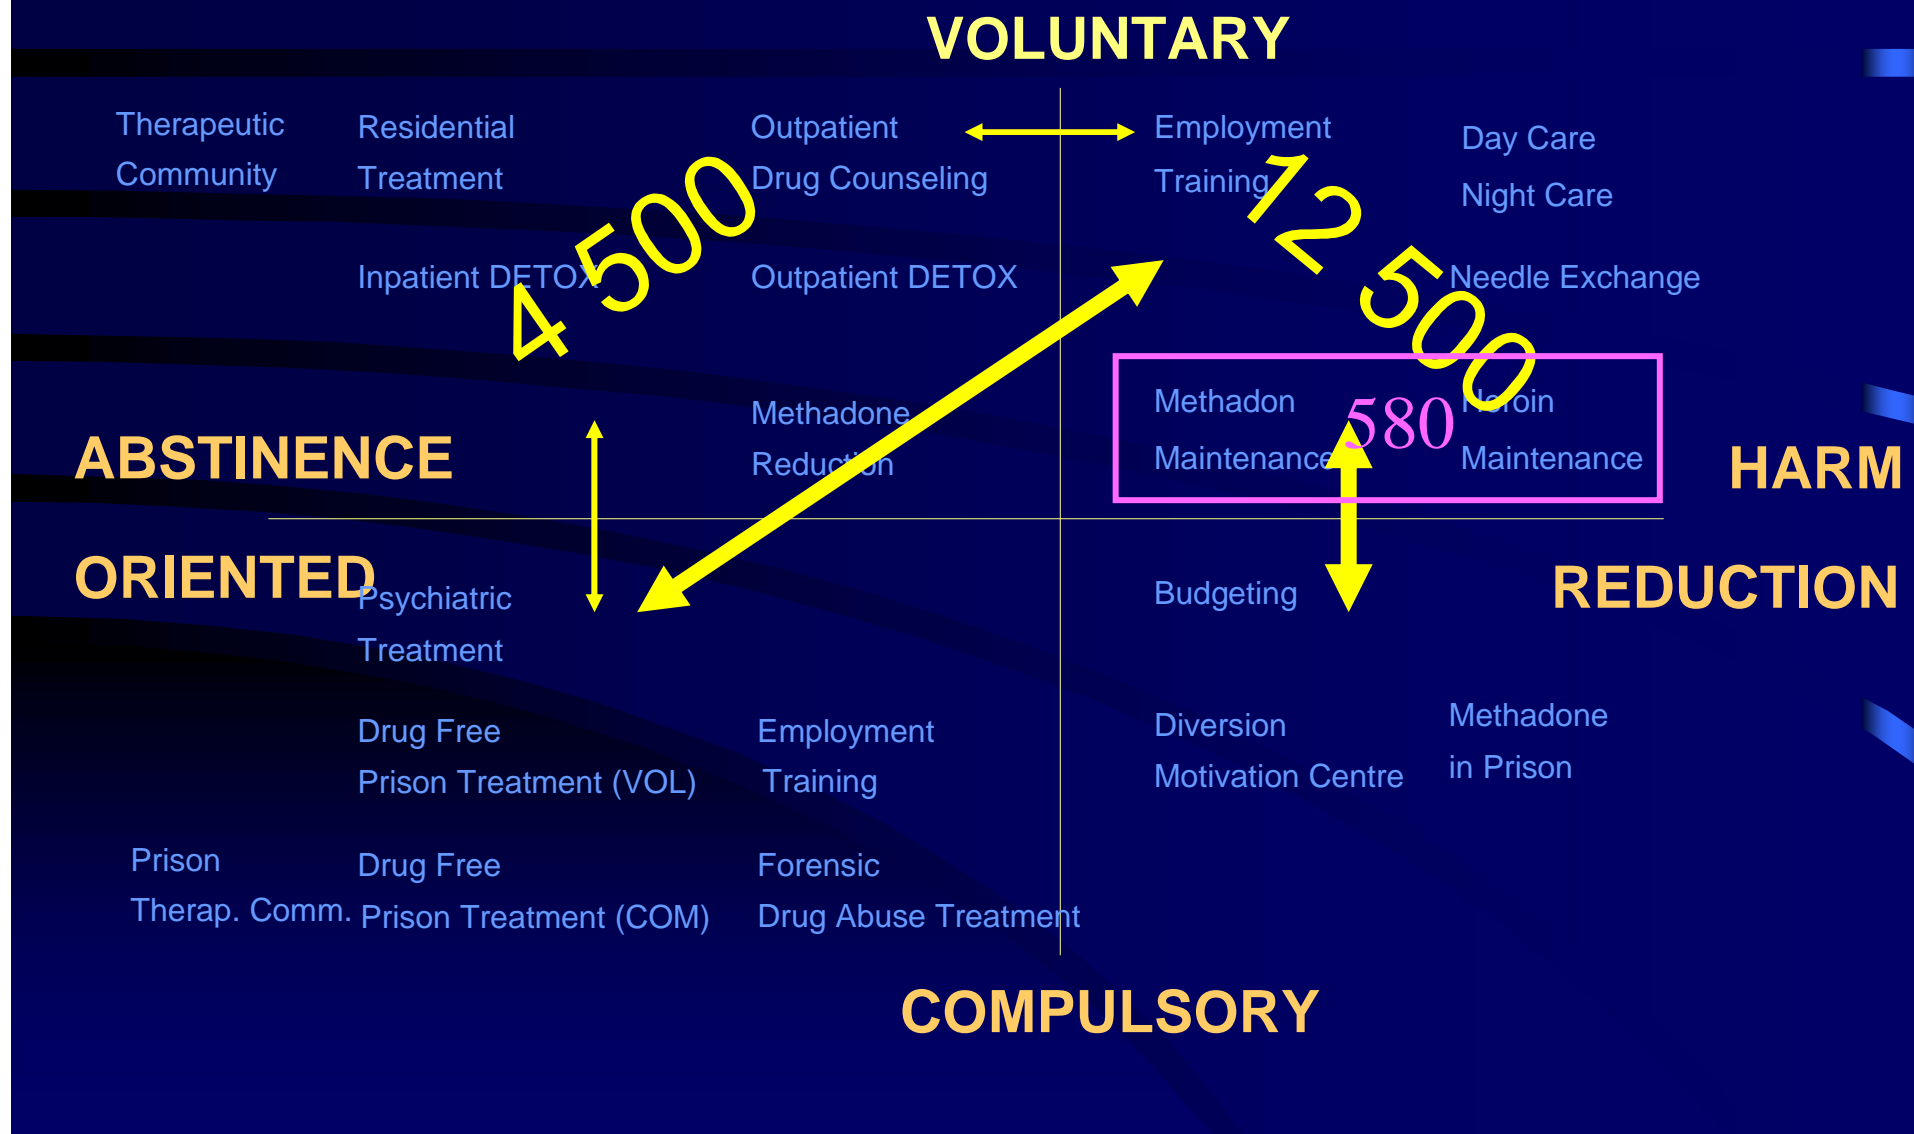 VOLUNTARY
Therapeutic
Community
Residential
Treatment
Outpatient
Drug Counseling
Employment
Training
Day Care
Night Care
4 500
12 500
Inpatient DETOX
Outpatient DETOX
Needle Exchange
Methadone
Reduction
Methadon
Maintenance
580
Heroin
Maintenance
ABSTINENCE
ORIENTED
HARM
REDUCTION
Psychiatric
Treatment
Budgeting
Drug Free
Prison Treatment (VOL)
Employment
Training
Diversion
Motivation Centre
Methadone
in Prison
Prison
Therap. Comm.
Drug Free
Prison Treatment (COM)
Forensic
Drug Abuse Treatment
COMPULSORY